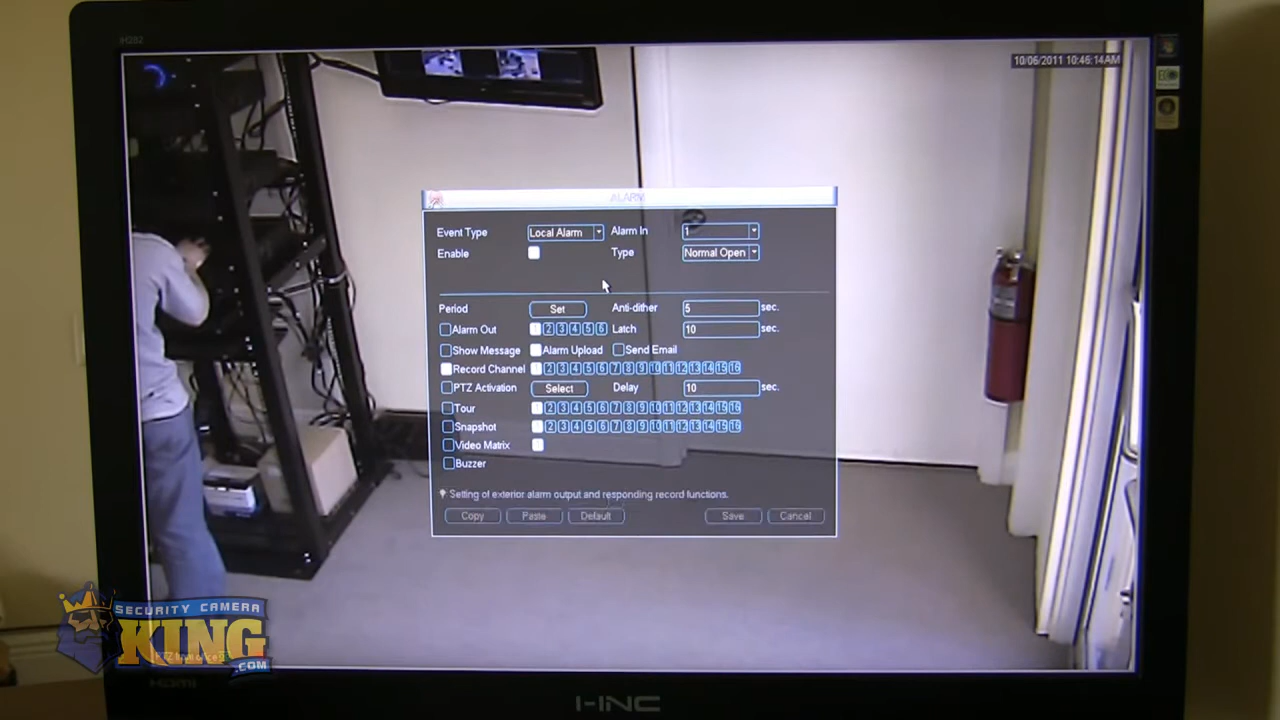 iH282
10/06/2011 10:46:14AM
ALARM
Event Type Local Alarm Alarm In 1
Enable Type Normal Open
Period Set Anti-dither 5 sec.
Alarm Out 1 2 3 4 5 6 Latch 10 sec.
Show Message Alarm Upload Send Email
Record Channel 1 2 3 4 5 6 7 8 9 10 11 12 13 14 15 16
PTZ Activation Select Delay 10 sec.
Tour 1 2 3 4 5 6 7 8 9 10 11 12 13 14 15 16
Snapshot 1 2 3 4 5 6 7 8 9 10 11 12 13 14 15 16
Video Matrix 1
Buzzer
Setting of exterior alarm output and responding record functions.
Copy Paste Default Save Cancel
SECURITY CAMERA
KING
.COM
HDMI
I-INC